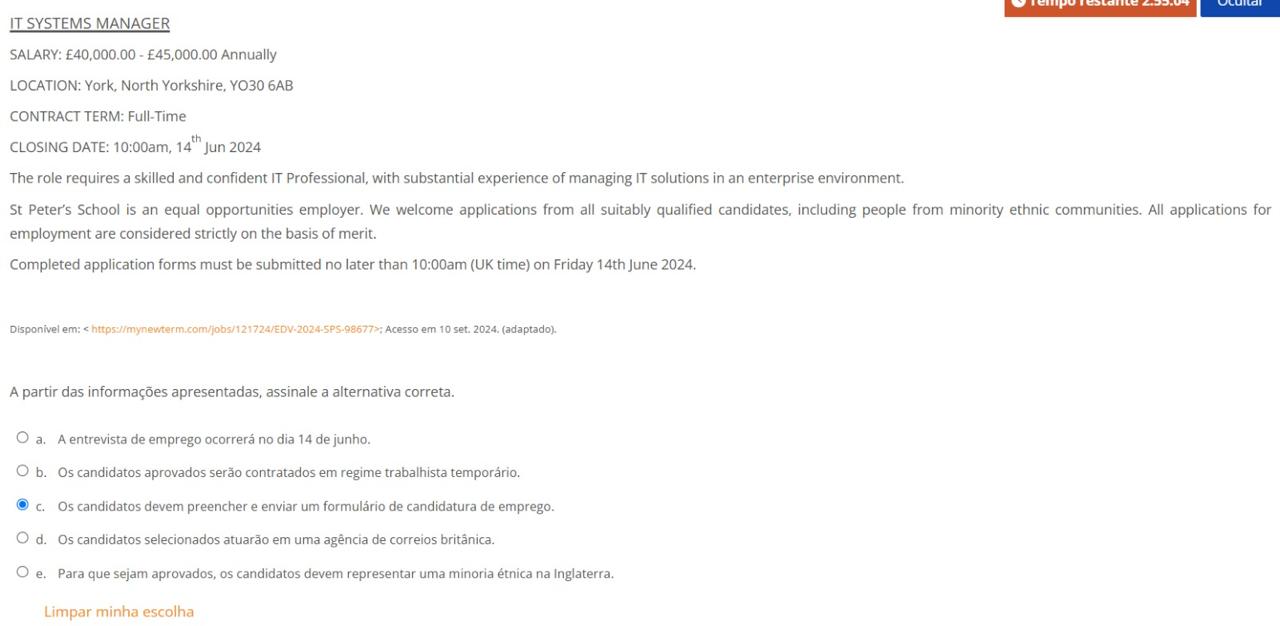 Tempo restante 2:55:04
Ocultar
IT SYSTEMS MANAGER
SALARY: £40,000.00 - £45,000.00 Annually
LOCATION: York, North Yorkshire, YO30 6AB
CONTRACT TERM: Full-Time
CLOSING DATE: 10:00am, 14th Jun 2024
The role requires a skilled and confident IT Professional, with substantial experience of managing IT solutions in an enterprise environment.
St Peter’s School is an equal opportunities employer. We welcome applications from all suitably qualified candidates, including people from minority ethnic communities. All applications for
employment are considered strictly on the basis of merit.
Completed application forms must be submitted no later than 10:00am (UK time) on Friday 14th June 2024.
Disponível em: < https://mynewterm.com/jobs/121724/EDV-2024-SPS-98677>; Acesso em 10 set. 2024. (adaptado).
A partir das informações apresentadas, assinale a alternativa correta.
a. A entrevista de emprego ocorrerá no dia 14 de junho.
b. Os candidatos aprovados serão contratados em regime trabalhista temporário.
c. Os candidatos devem preencher e enviar um formulário de candidatura de emprego.
d. Os candidatos selecionados atuarão em uma agência de correios britânica.
e. Para que sejam aprovados, os candidatos devem representar uma minoria étnica na Inglaterra.
Limpar minha escolha